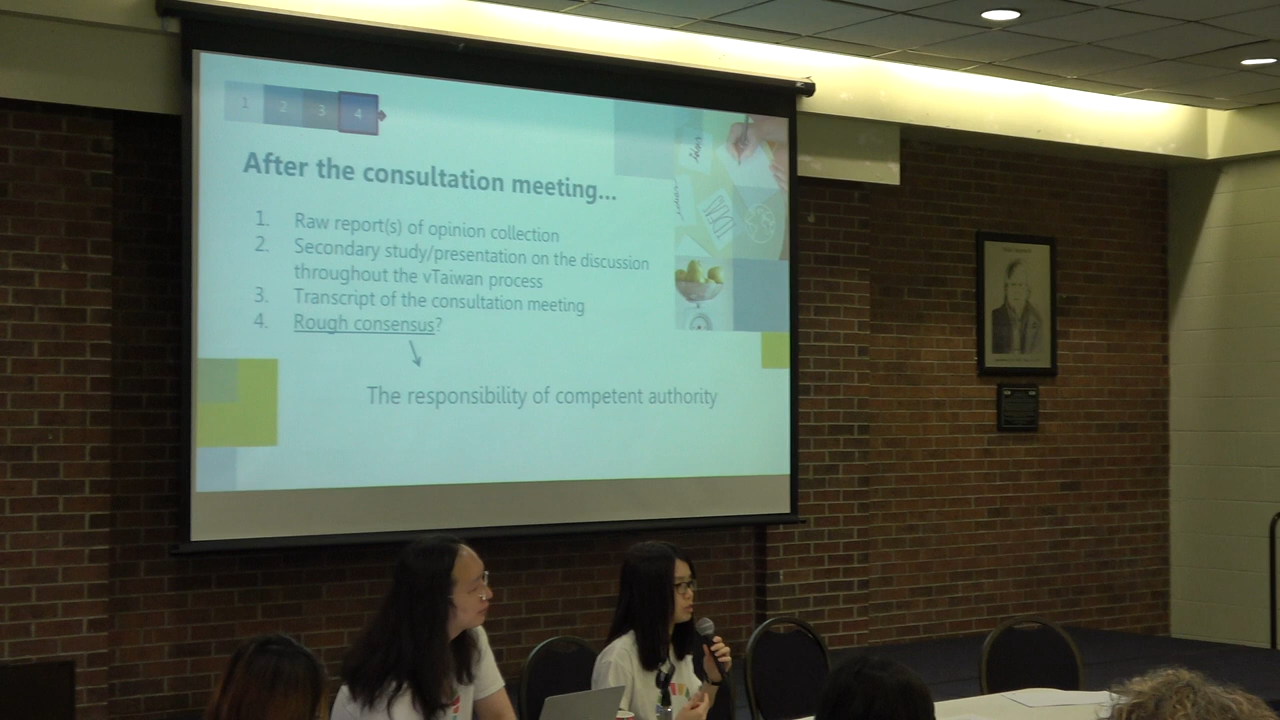 1 2 3 4
After the consultation meeting...
1. Raw report(s) of opinion collection
2. Secondary study/presentation on the discussion
throughout the vTaiwan process
3. Transcript of the consultation meeting
4. Rough consensus?
The responsibility of competent authority
IDEAS